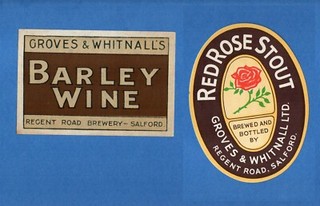 GROVES & WHITNALL'S
BARLEY
WINE
REGENT ROAD BREWERY ~ SALFORD.
RED ROSE STOUT
BREWED AND
BOTTLED
BY
GROVES & WHITNALL LTD.
REGENT ROAD, SALFORD.